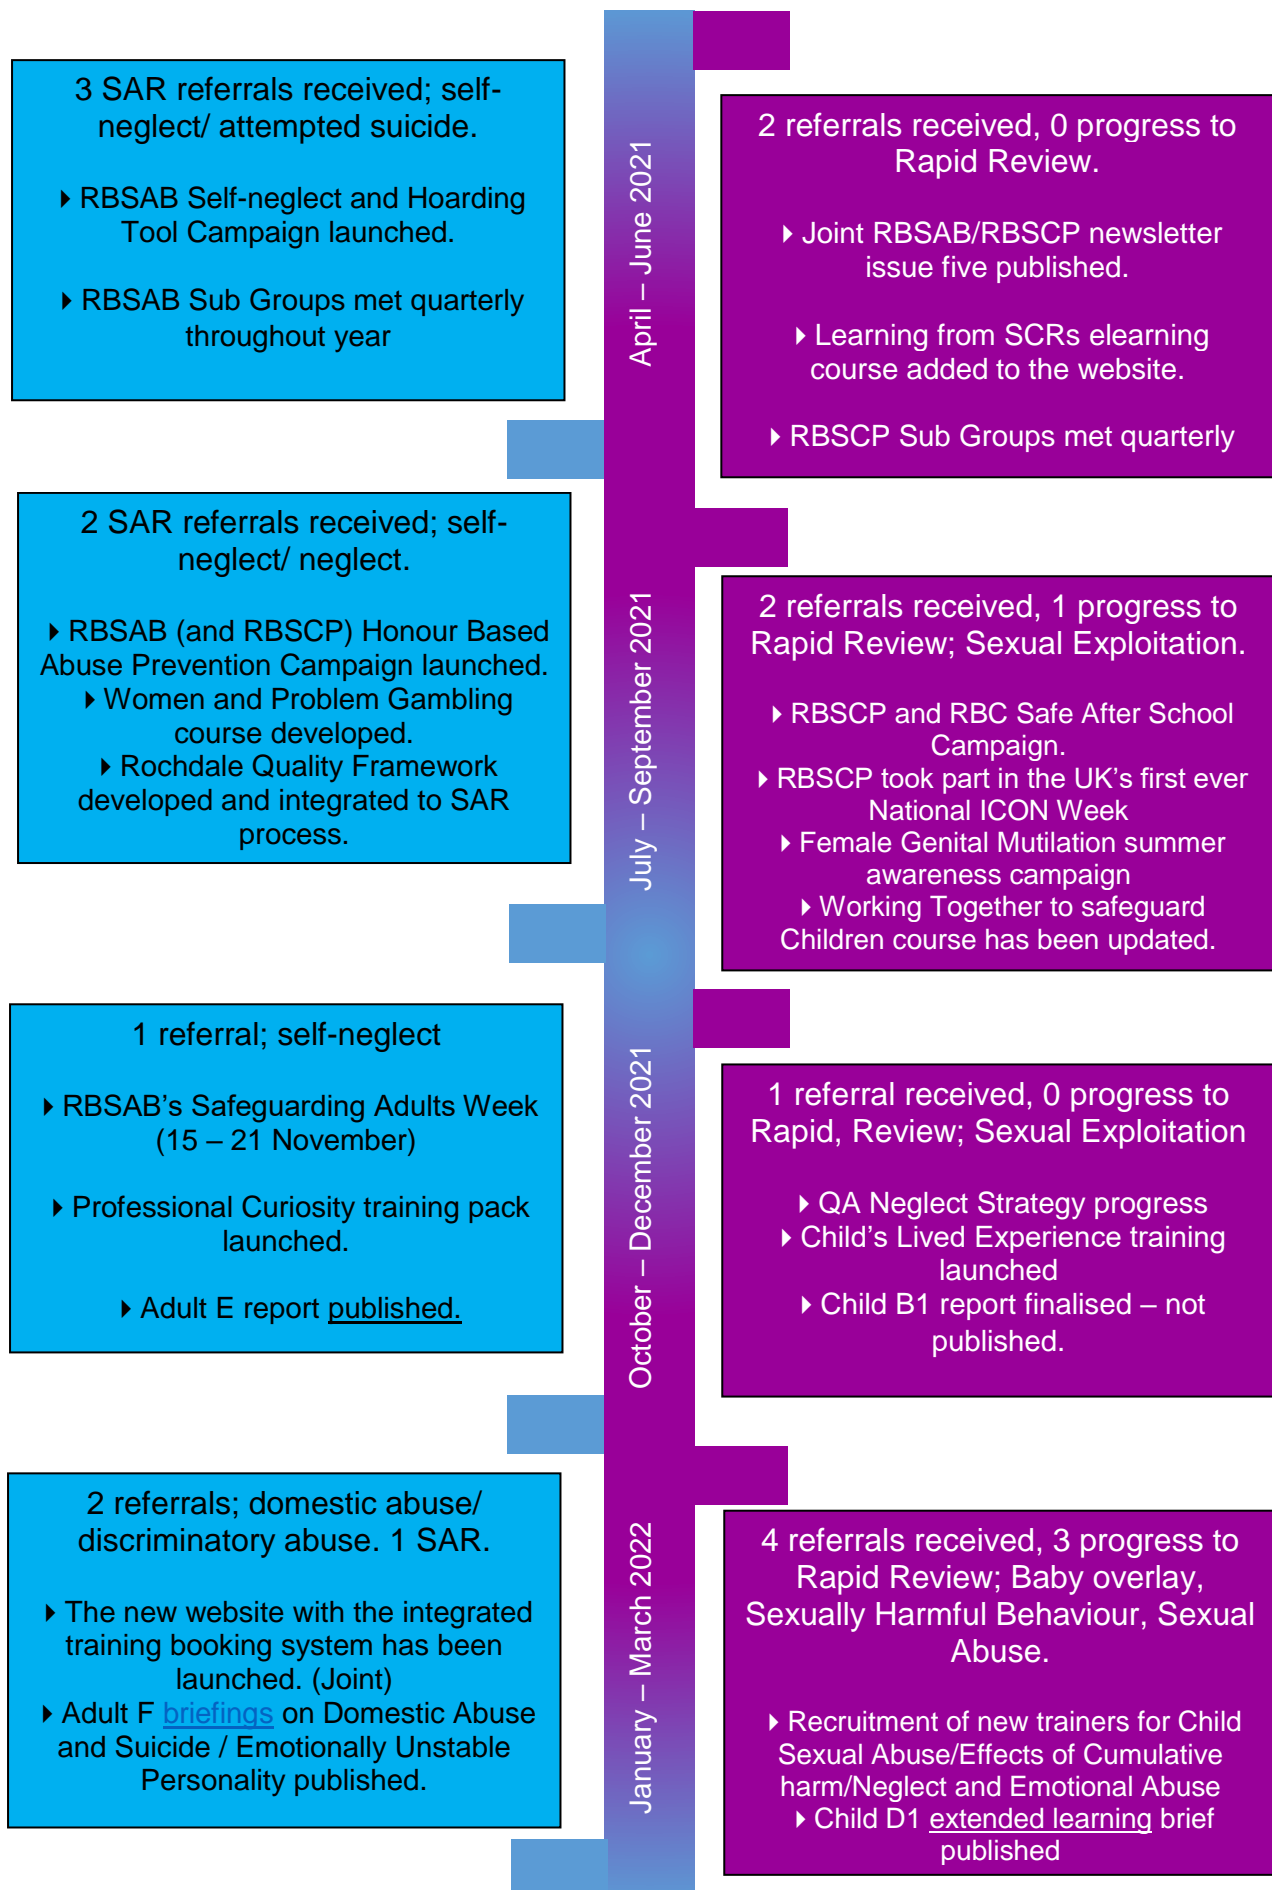 3 SAR referrals received; self-
neglect/ attempted suicide.
RBSAB Self-neglect and Hoarding
Tool Campaign launched.
RBSAB Sub Groups met quarterly
throughout year
April – June 2021
2 referrals received, 0 progress to
Rapid Review.
Joint RBSAB/RBSCP newsletter
issue five published.
Learning from SCRs elearning
course added to the website.
RBSCP Sub Groups met quarterly
2 SAR referrals received; self-
neglect/ neglect.
RBSAB (and RBSCP) Honour Based
Abuse Prevention Campaign launched.
Women and Problem Gambling
course developed.
Rochdale Quality Framework
developed and integrated to SAR
process.
July – September 2021
2 referrals received, 1 progress to
Rapid Review; Sexual Exploitation.
RBSCP and RBC Safe After School
Campaign.
RBSCP took part in the UK’s first ever
National ICON Week
Female Genital Mutilation summer
awareness campaign
Working Together to safeguard
Children course has been updated.
1 referral; self-neglect
RBSAB’s Safeguarding Adults Week
(15 – 21 November)
Professional Curiosity training pack
launched.
Adult E report published.
October – December 2021
1 referral received, 0 progress to
Rapid, Review; Sexual Exploitation
QA Neglect Strategy progress
Child’s Lived Experience training
launched
Child B1 report finalised – not
published.
2 referrals; domestic abuse/
discriminatory abuse. 1 SAR.
The new website with the integrated
training booking system has been
launched. (Joint)
Adult F briefings on Domestic Abuse
and Suicide / Emotionally Unstable
Personality published.
January – March 2022
4 referrals received, 3 progress to
Rapid Review; Baby overlay,
Sexually Harmful Behaviour, Sexual
Abuse.
Recruitment of new trainers for Child
Sexual Abuse/Effects of Cumulative
harm/Neglect and Emotional Abuse
Child D1 extended learning brief
published